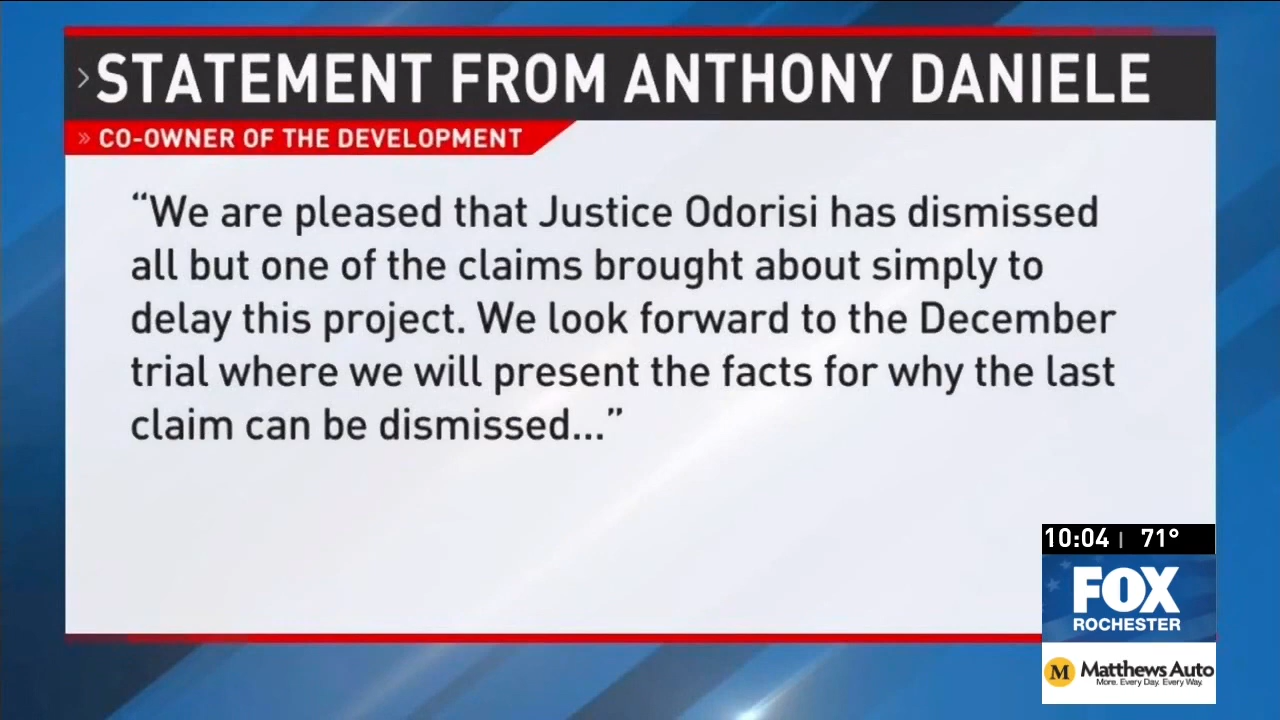 › STATEMENT FROM ANTHONY DANIELE
» CO-OWNER OF THE DEVELOPMENT
“We are pleased that Justice Odorisi has dismissed
all but one of the claims brought about simply to
delay this project. We look forward to the December
trial where we will present the facts for why the last
claim can be dismissed...”
10:04 | 71°
FOX
ROCHESTER
M Matthews Auto
More. Every Day. Every Way.